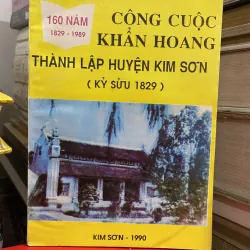 160 NĂM
1829 - 1989
CÔNG CUỘC
KHẨN HOANG
THÀNH LẬP HUYỆN KIM SƠN
( KỶ SỬU 1829 )
KIM SƠN - 1990